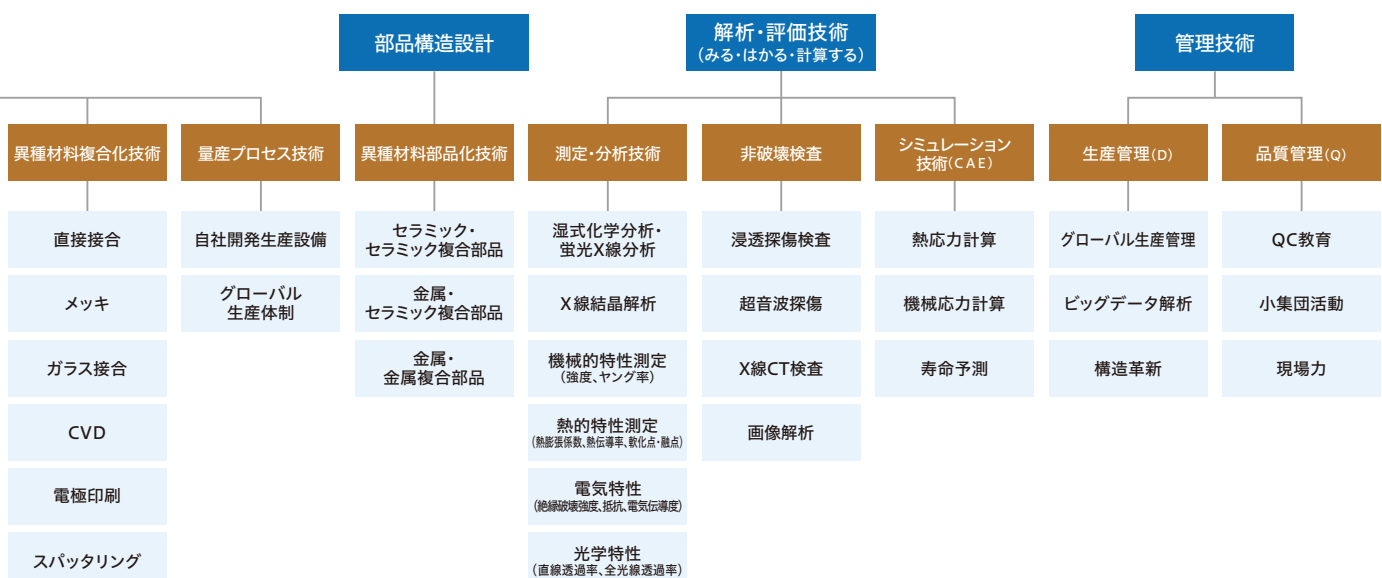 部品構造設計
解析・評価技術
（みる・はかる・計算する）
管理技術
異種材料複合化技術
量産プロセス技術
異種材料部品化技術
測定・分析技術
非破壊検査
シミュレーション
技術（CAE）
生産管理（D）
品質管理（Q）
直接接合
メッキ
ガラス接合
CVD
電極印刷
スパッタリング
自社開発生産設備
グローバル
生産体制
セラミック・
セラミック複合部品
金属・
セラミック複合部品
金属・
金属複合部品
湿式化学分析・
蛍光X線分析
X線結晶解析
機械的特性測定
（強度、ヤング率）
熱的特性測定
（熱膨張係数、熱伝導率、軟化点・融点）
電気特性
（絶縁破壊強度、抵抗、電気伝導度）
光学特性
（直線透過率、全光線透過率）
浸透探傷検査
超音波探傷
X線CT検査
画像解析
熱応力計算
機械応力計算
寿命予測
グローバル生産管理
ビッグデータ解析
構造革新
QC教育
小集団活動
現場力